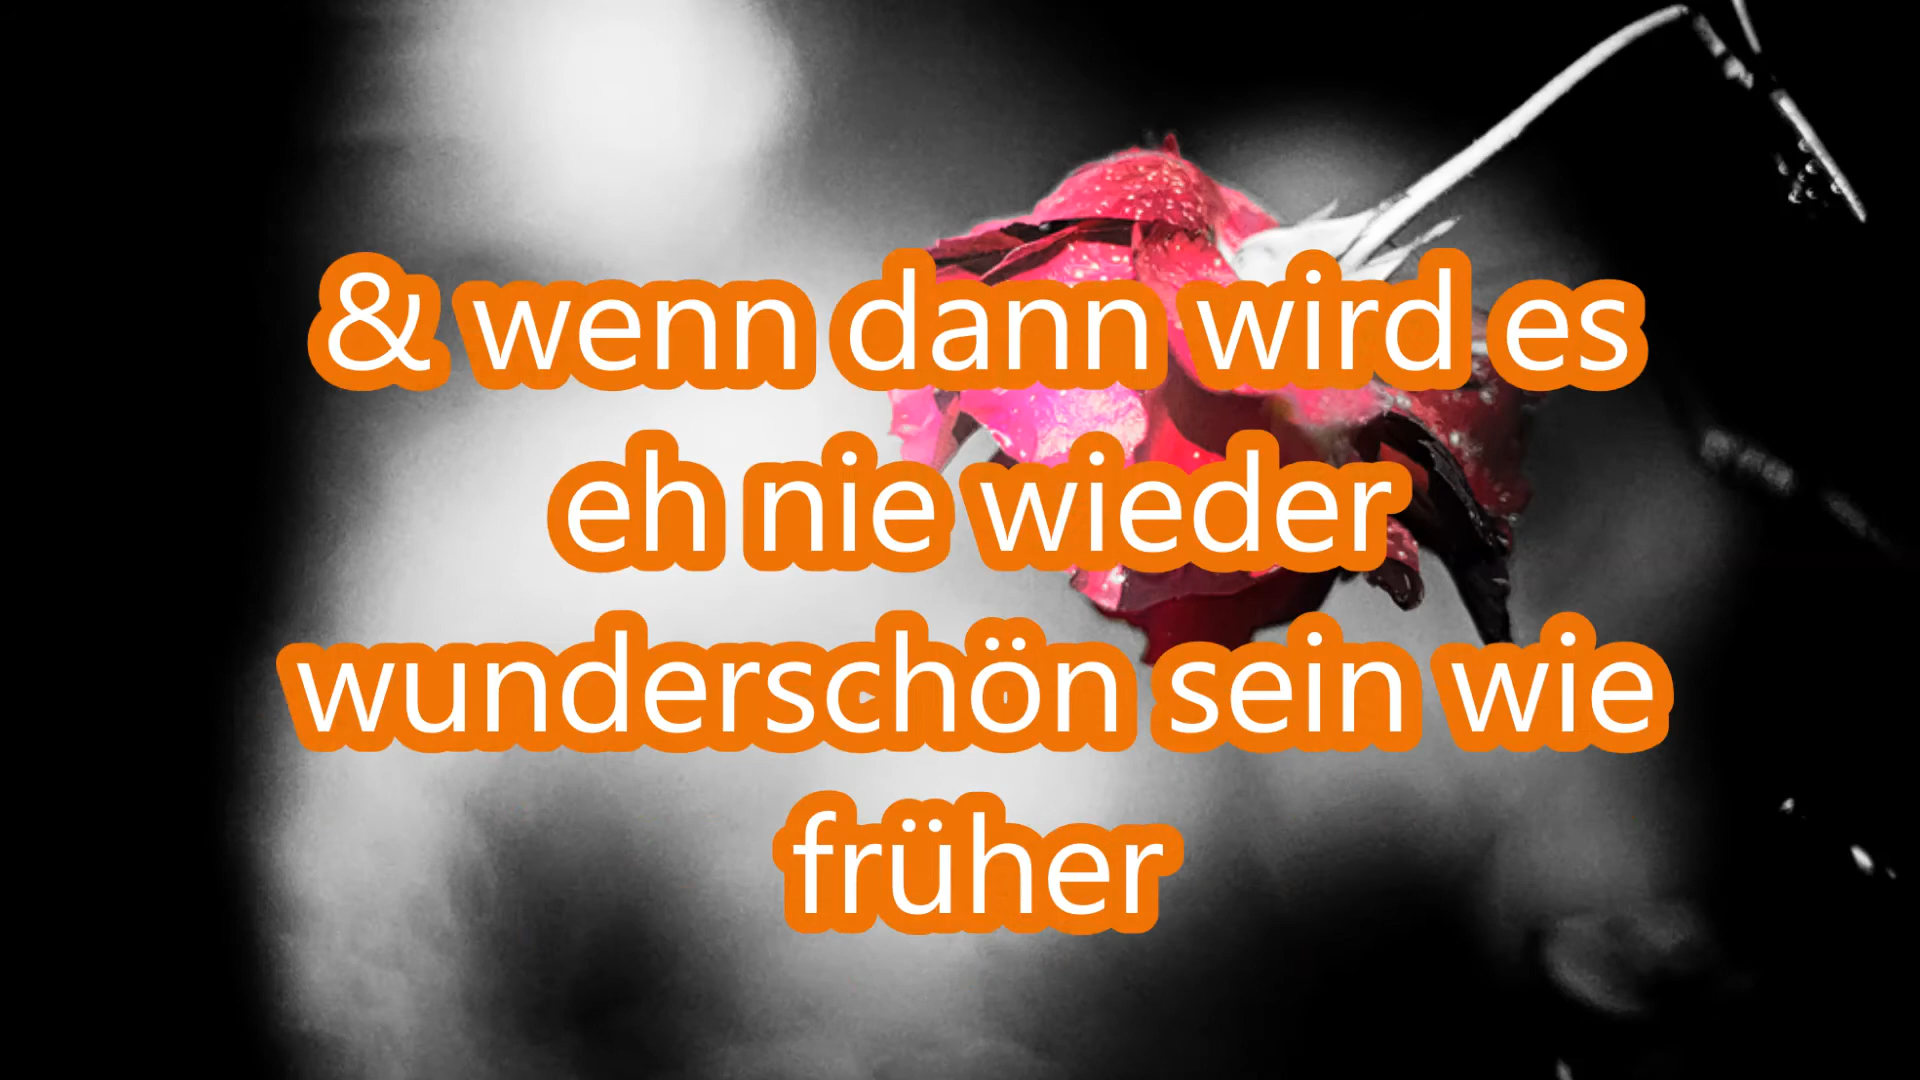 & wenn dann wird es
eh nie wieder
wunderschön sein wie
früher